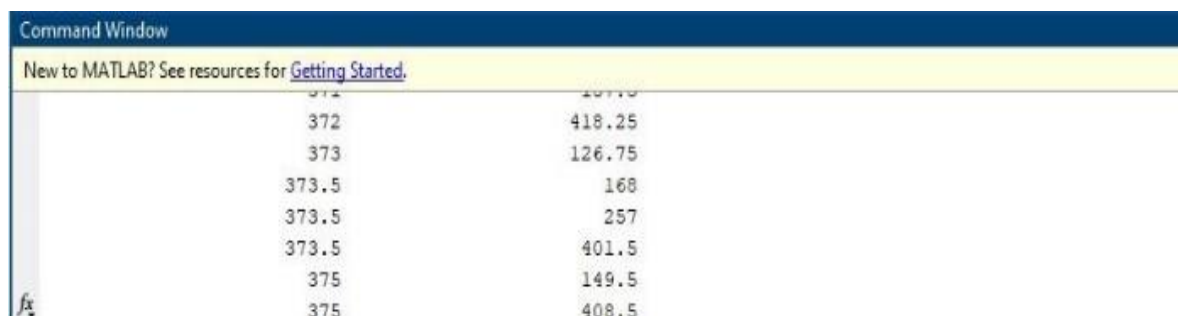 Command Window
New to MATLAB? See resources for Getting Started.
372 418.25
373 126.75
373.5 168
373.5 257
373.5 401.5
375 149.5
fx 375 408.5